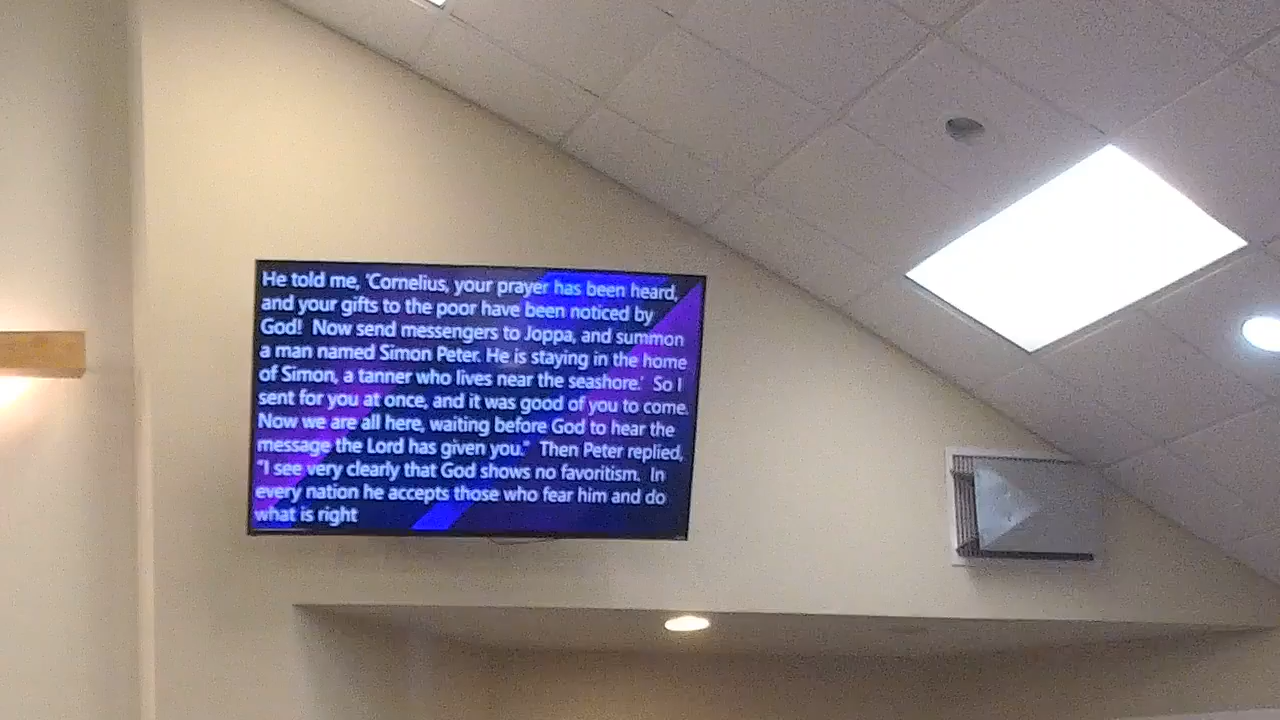 He told me, 'Cornelius, your prayer has been heard,
and your gifts to the poor have been noticed by
God!  Now send messengers to Joppa, and summon
a man named Simon Peter. He is staying in the home
of Simon, a tanner who lives near the seashore.'  So I
sent for you at once, and it was good of you to come.
Now we are all here, waiting before God to hear the
message the Lord has given you."  Then Peter replied,
"I see very clearly that God shows no favoritism.  In
every nation he accepts those who fear him and do
what is right